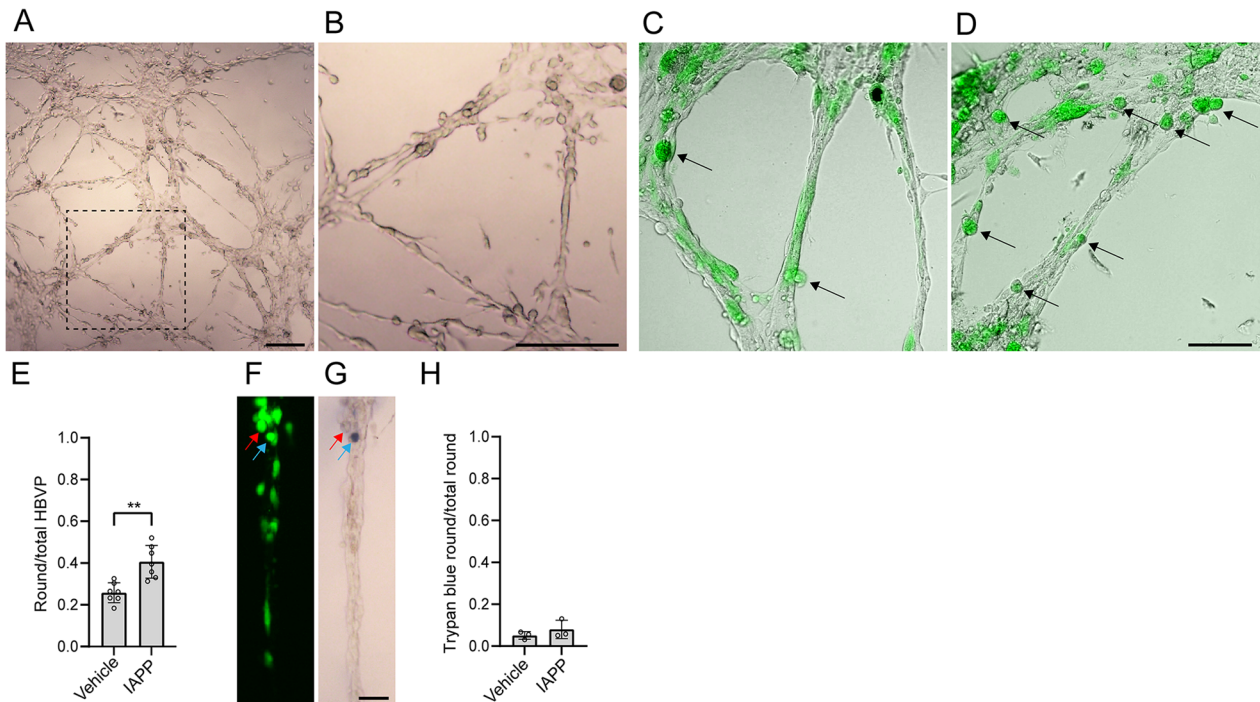 A
B
C
D
E
F
G
H
Round/total HBVP
1.0
0.8
0.6
0.4
0.2
0.0
**
Vehicle
IAPP
Trypan blue round/total round
1.0
0.8
0.6
0.4
0.2
0.0
Vehicle
IAPP